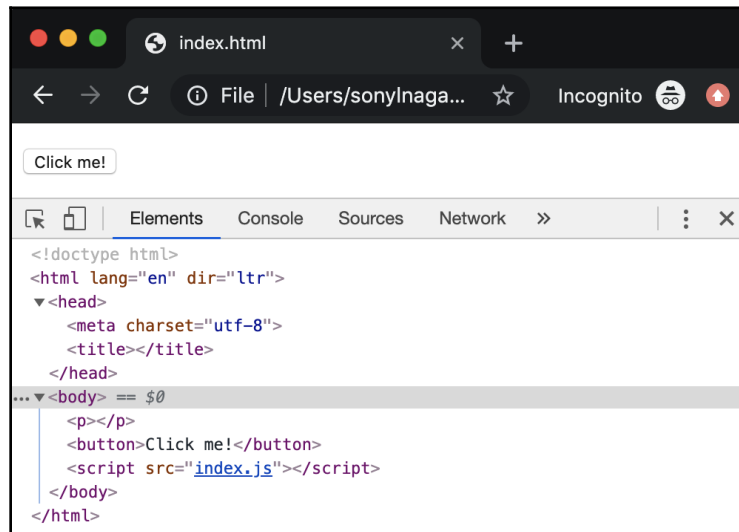 index.html
File /Users/sonylnaga... Incognito
Click me!
Elements Console Sources Network »
<!doctype html>
<html lang="en" dir="ltr">
▼<head>
<meta charset="utf-8">
<title></title>
</head>
...▼<body> == $0
<p></p>
<button>Click me!</button>
<script src="index.js"></script>
</body>
</html>